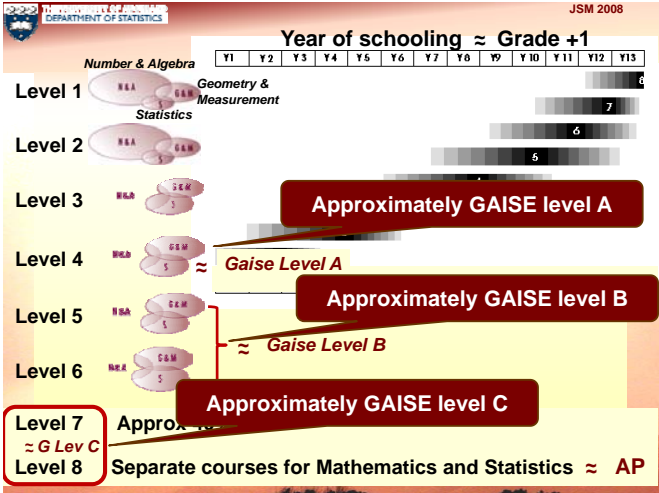 DEPARTMENT OF STATISTICS
JSM 2008
Year of schooling ≈ Grade +1
Y1 Y2 Y3 Y4 Y5 Y6 Y7 Y8 Y9 Y10 Y11 Y12 Y13
Number & Algebra
Geometry &
Measurement
Statistics
Level 1
N&A
G&M
S
8
7
Level 2
N&A
G&M
S
6
5
Level 3
N&A
G&M
S
Approximately GAISE level A
Level 4
N&A
G&M
S
≈ Gaise Level A
Level 5
N&A
G&M
S
Approximately GAISE level B
≈ Gaise Level B
Level 6
N&A
G&M
S
Approximately GAISE level C
Level 7 Approx
≈ G Lev C
Level 8 Separate courses for Mathematics and Statistics ≈ AP